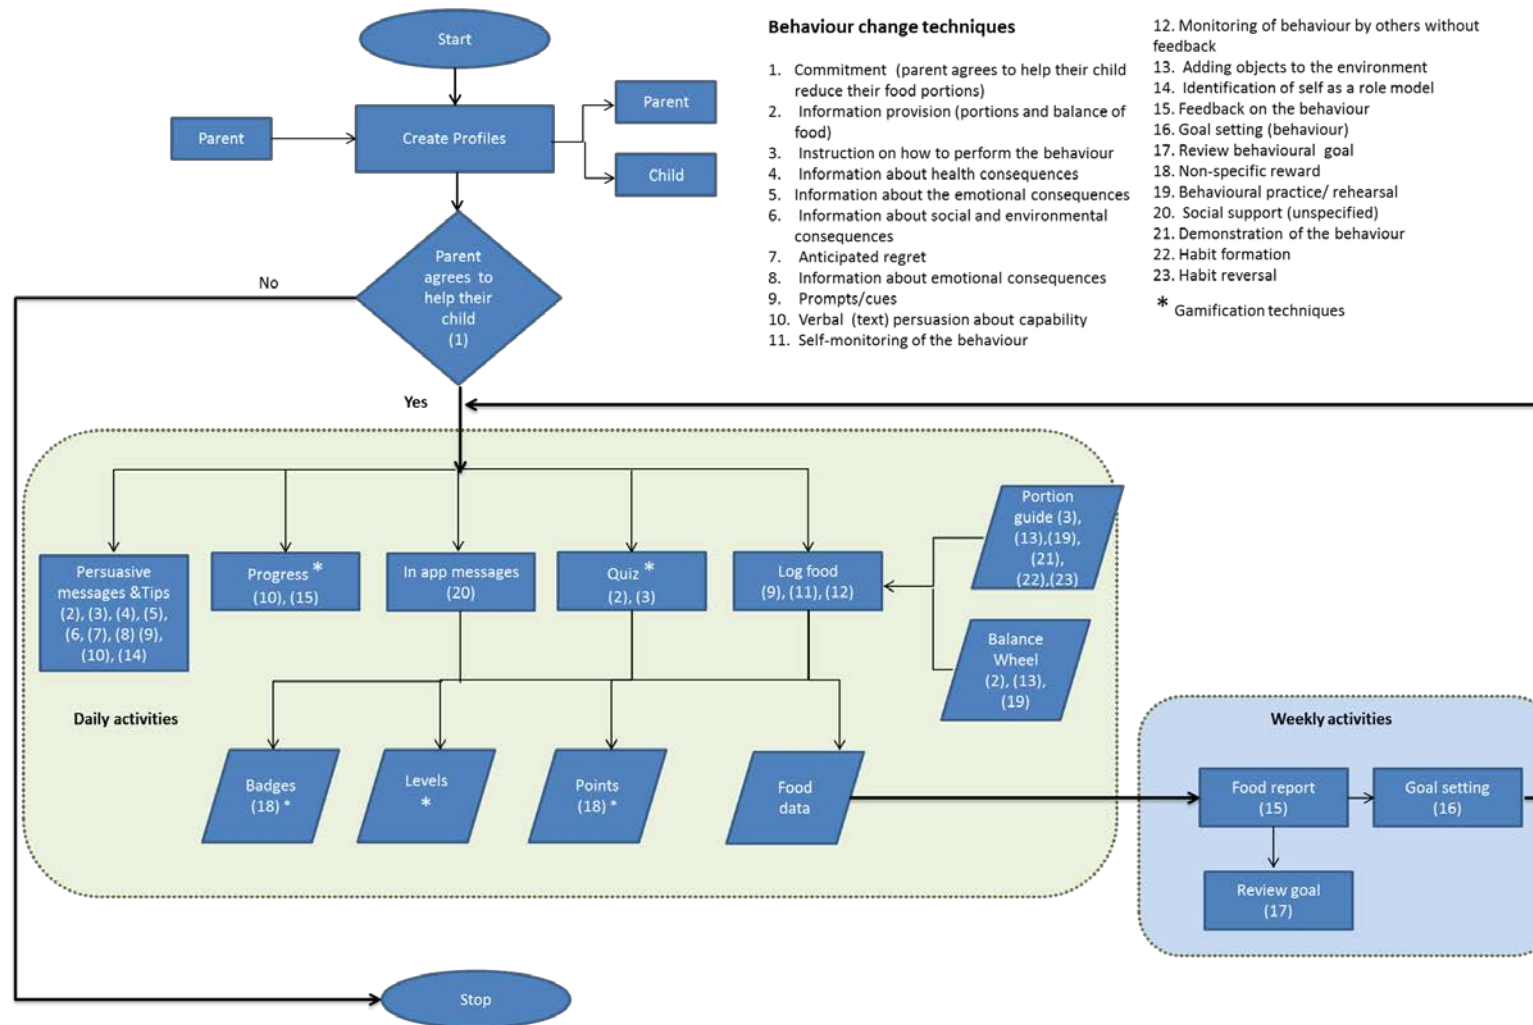 Start
Parent
Create Profiles
Parent
Child
Parent
agrees to
help their
child
(1)
No
Yes
Behaviour change techniques
1. Commitment (parent agrees to help their child
reduce their food portions)
2. Information provision (portions and balance of
food)
3. Instruction on how to perform the behaviour
4. Information about health consequences
5. Information about the emotional consequences
6. Information about social and environmental
consequences
7. Anticipated regret
8. Information about emotional consequences
9. Prompts/cues
10. Verbal (text) persuasion about capability
11. Self-monitoring of the behaviour
12. Monitoring of behaviour by others without
feedback
13. Adding objects to the environment
14. Identification of self as a role model
15. Feedback on the behaviour
16. Goal setting (behaviour)
17. Review behavioural goal
18. Non-specific reward
19. Behavioural practice/ rehearsal
20. Social support (unspecified)
21. Demonstration of the behaviour
22. Habit formation
23. Habit reversal
* Gamification techniques
Persuasive
messages &Tips
(2), (3), (4), (5),
(6, (7), (8) (9),
(10), (14)
Progress *
(10), (15)
In app messages
(20)
Quiz *
(2), (3)
Log food
(9), (11), (12)
Portion
guide (3),
(13),(19),
(21),
(22),(23)
Balance
Wheel
(2), (13),
(19)
Daily activities
Badges
(18) *
Levels
*
Points
(18) *
Food
data
Weekly activities
Food report
(15)
Goal setting
(16)
Review goal
(17)
Stop